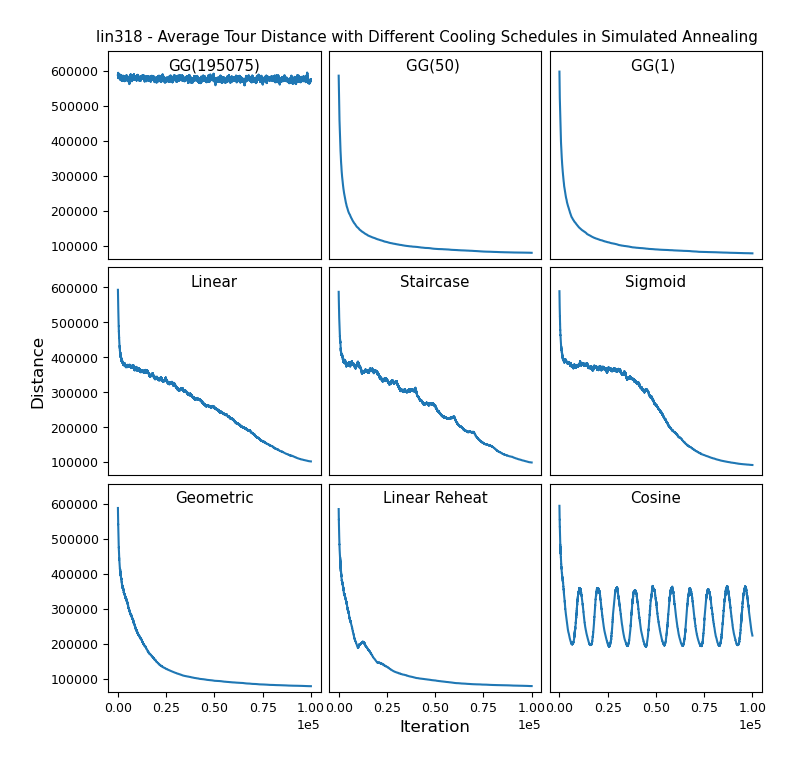 lin318 - Average Tour Distance with Different Cooling Schedules in Simulated Annealing
GG(195075)
GG(50)
GG(1)
600000
500000
400000
300000
200000
100000
Linear
Staircase
Sigmoid
600000
500000
400000
300000
200000
100000
Distance
Geometric
Linear Reheat
Cosine
600000
500000
400000
300000
200000
100000
0.00 0.25 0.50 0.75 1.00
1e5
0.00 0.25 0.50 0.75 1.00
1e5
0.00 0.25 0.50 0.75 1.00
1e5
Iteration